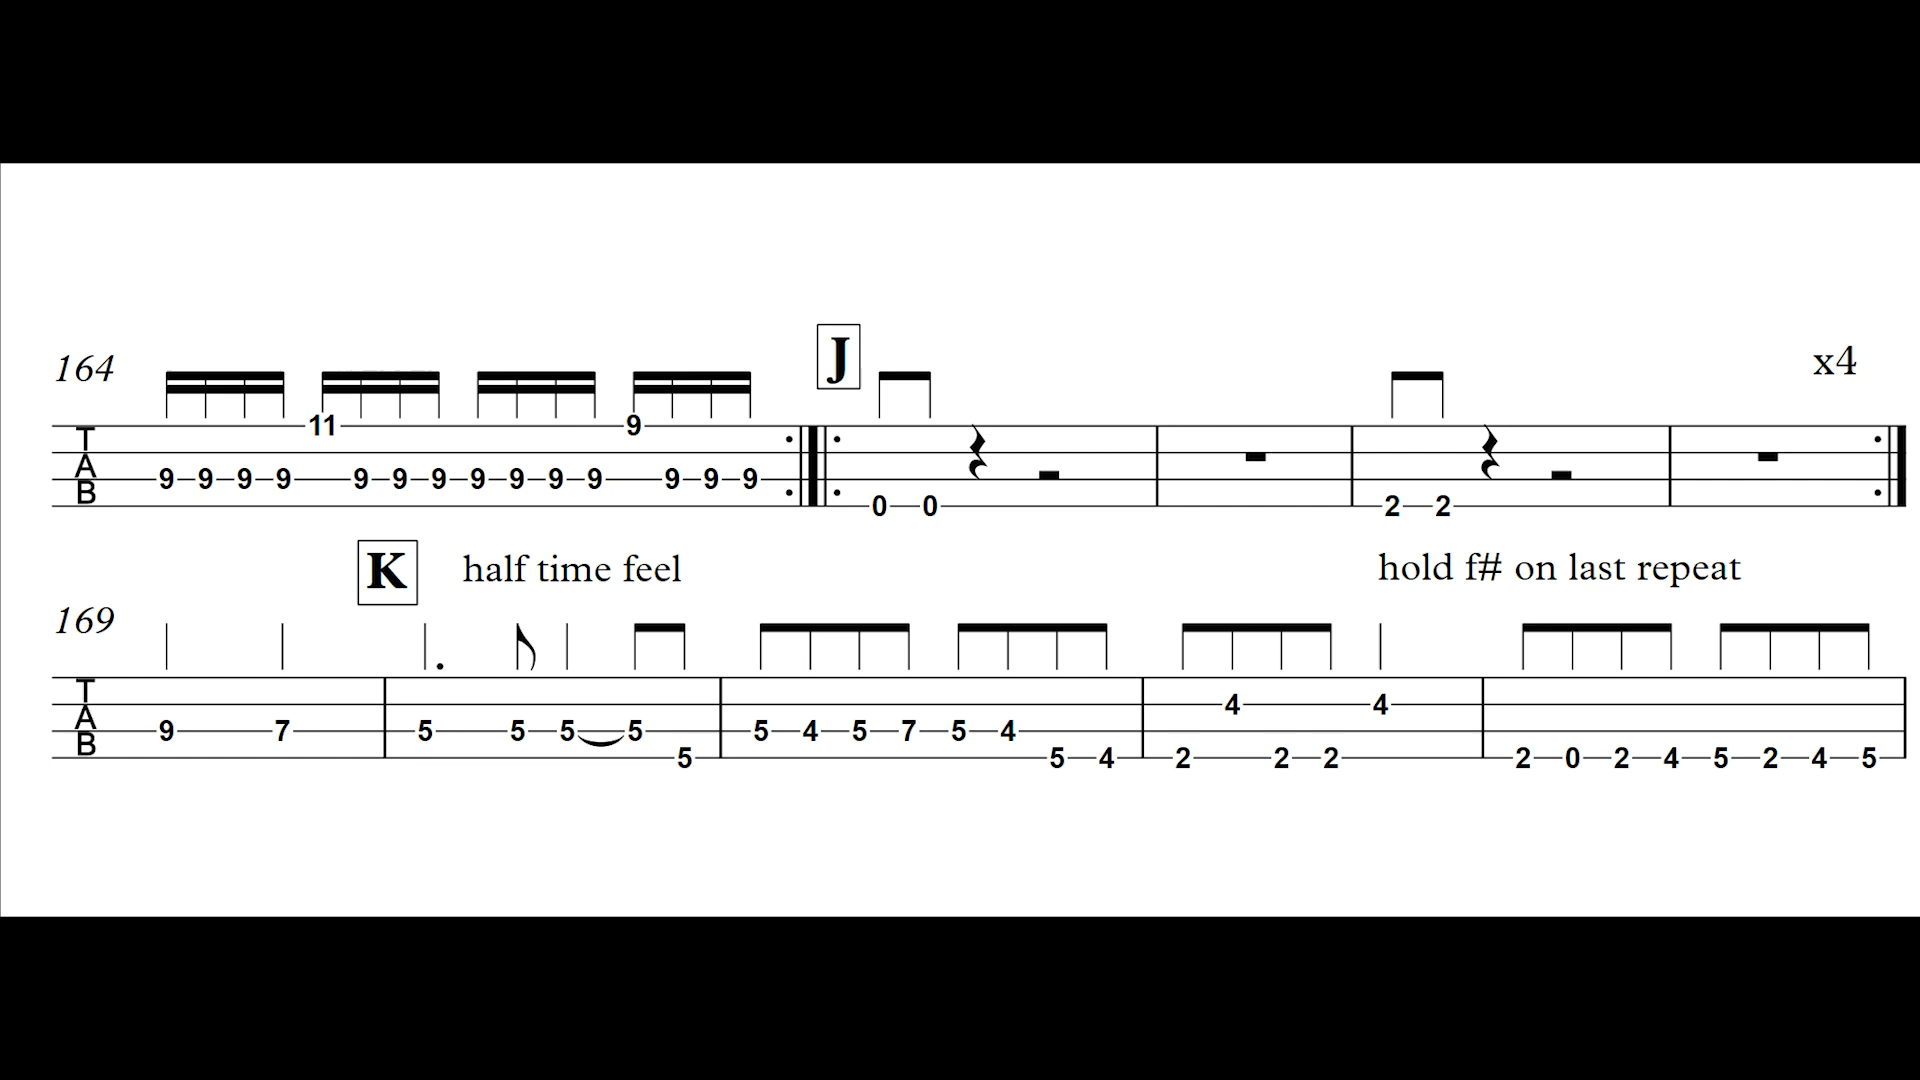 164 J x4
T 11 9
A 9 9 9 9 9 9 9 9 9 9 9 9 9 9
B 0 0 2 2
K half time feel hold f# on last repeat
169
T 4 4
A 9 7 5 5 5 5 5 4 5 7 5 4
B 5 5 4 2 2 2 2 0 2 4 5 2 4 5